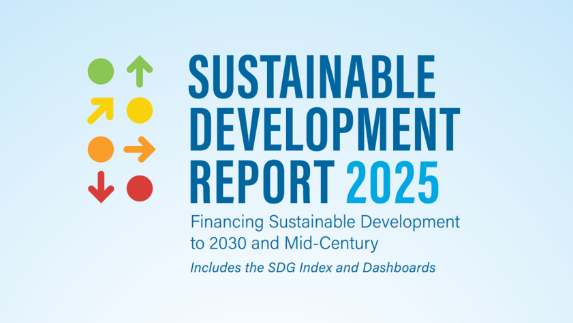 SUSTAINABLE
DEVELOPMENT
REPORT 2025
Financing Sustainable Development
to 2030 and Mid-Century
Includes the SDG Index and Dashboards